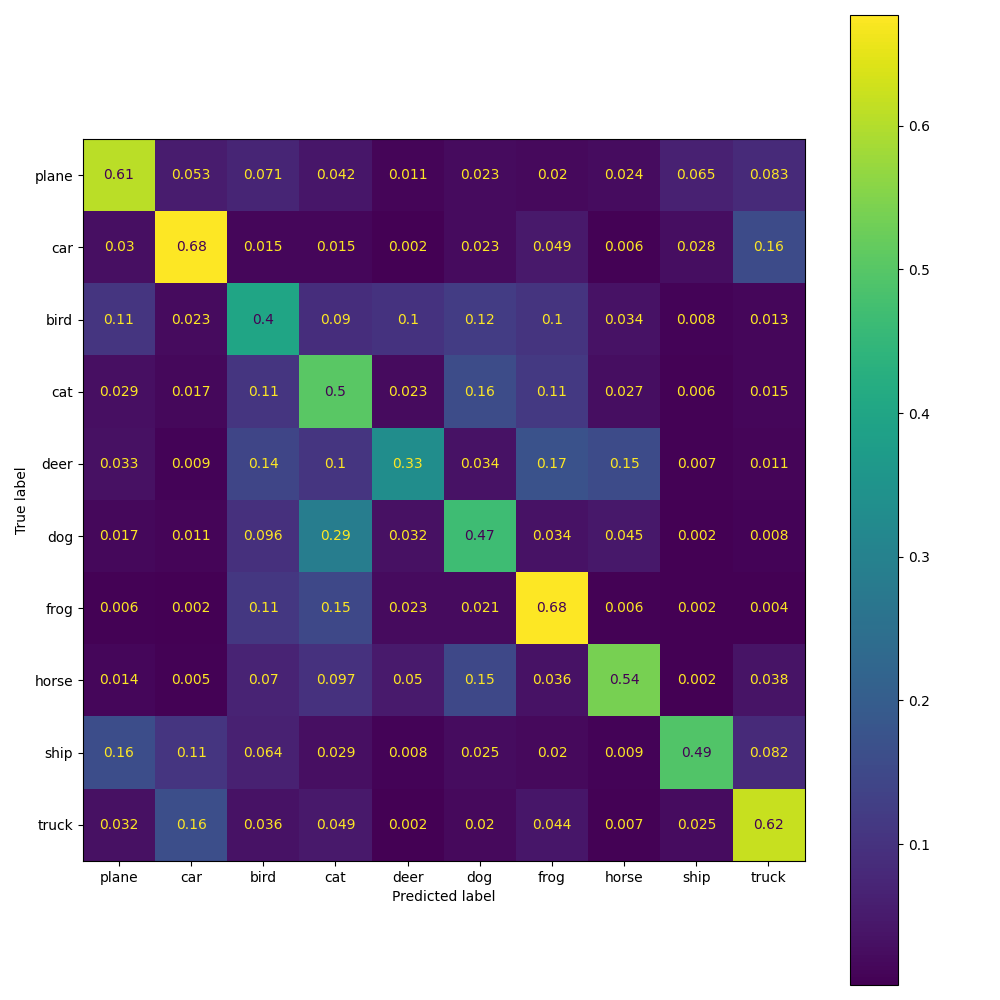 plane 0.61 0.053 0.071 0.042 0.011 0.023 0.02 0.024 0.065 0.083
car 0.03 0.68 0.015 0.015 0.002 0.023 0.049 0.006 0.028 0.16
bird 0.11 0.023 0.4 0.09 0.1 0.12 0.1 0.034 0.008 0.013
cat 0.029 0.017 0.11 0.5 0.023 0.16 0.11 0.027 0.006 0.015
deer 0.033 0.009 0.14 0.1 0.33 0.034 0.17 0.15 0.007 0.011
dog 0.017 0.011 0.096 0.29 0.032 0.47 0.034 0.045 0.002 0.008
frog 0.006 0.002 0.11 0.15 0.023 0.021 0.68 0.006 0.002 0.004
horse 0.014 0.005 0.07 0.097 0.05 0.15 0.036 0.54 0.002 0.038
ship 0.16 0.11 0.064 0.029 0.008 0.025 0.02 0.009 0.49 0.082
truck 0.032 0.16 0.036 0.049 0.002 0.02 0.044 0.007 0.025 0.62
plane car bird cat deer dog frog horse ship truck
Predicted label
True label
0.6
0.5
0.4
0.3
0.2
0.1